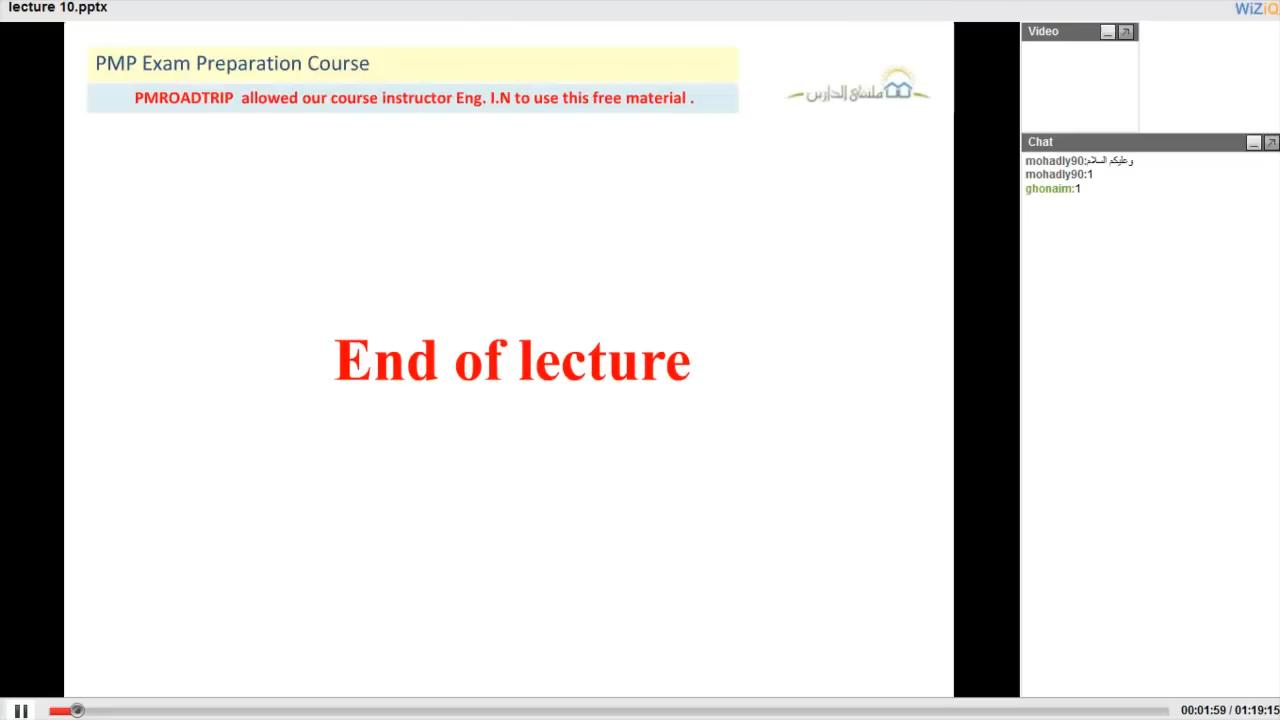 lecture 10.pptx
WiZiQ
PMP Exam Preparation Course
PMROADTRIP allowed our course instructor Eng. I.N to use this free material .
ملتقى الدارس
End of lecture
Video
Chat
mohadly90:وعليكم السلام
mohadly90:1
ghonaim:1
00:01:59 / 01:19:15